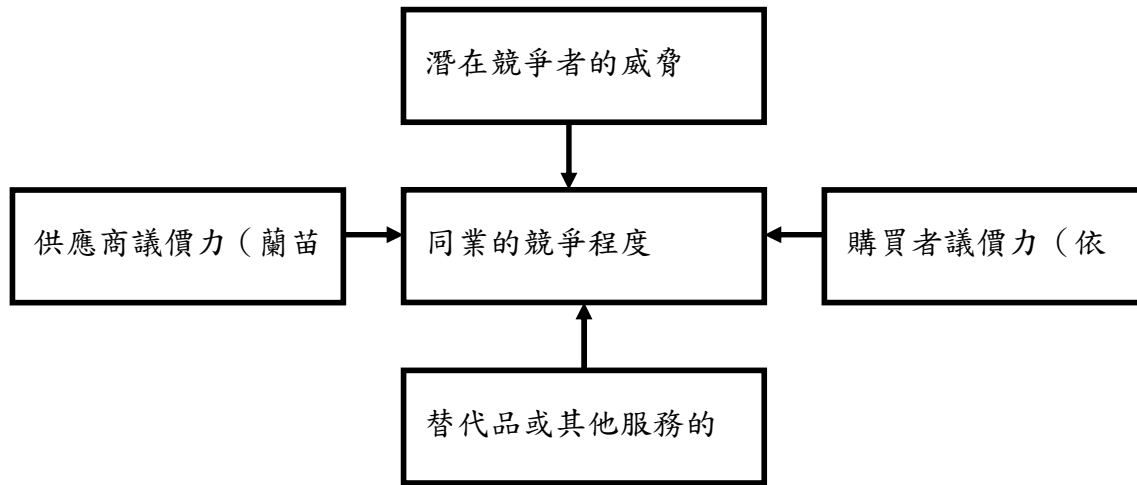 潛在競爭者的威脅
供應商議價力（蘭苗
同業的競爭程度
購買者議價力（依
替代品或其他服務的